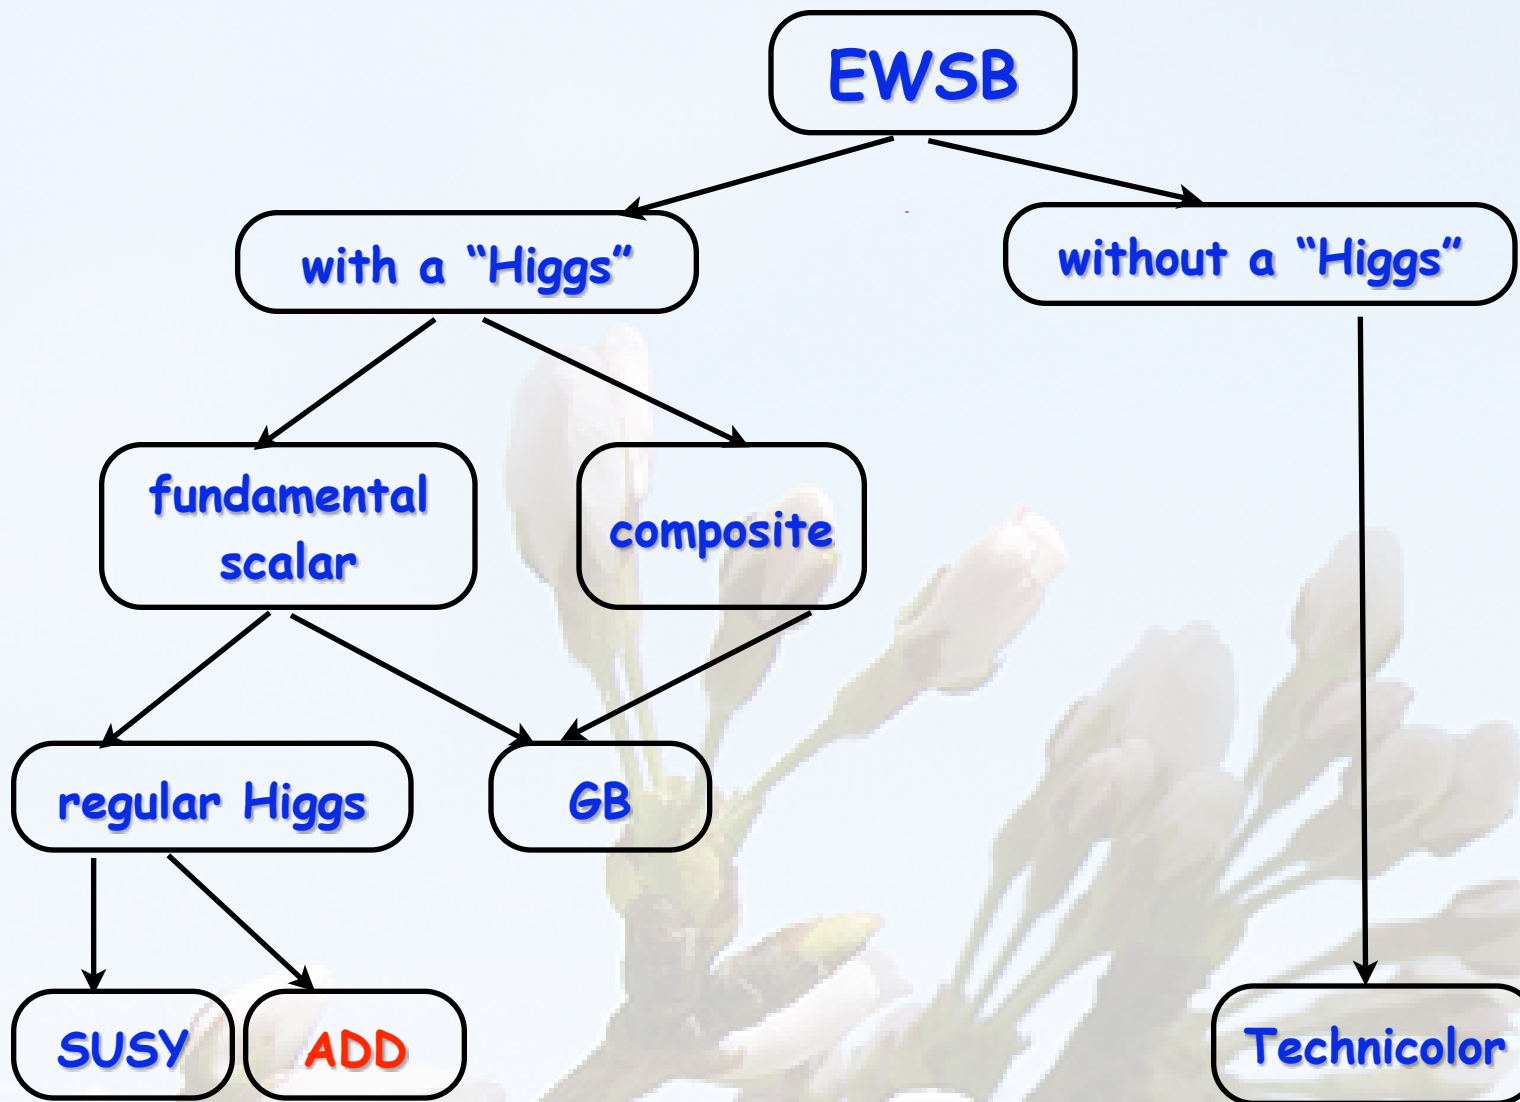 EWSB
with a “Higgs”
without a “Higgs”
fundamental
scalar
composite
regular Higgs
GB
SUSY
ADD
Technicolor